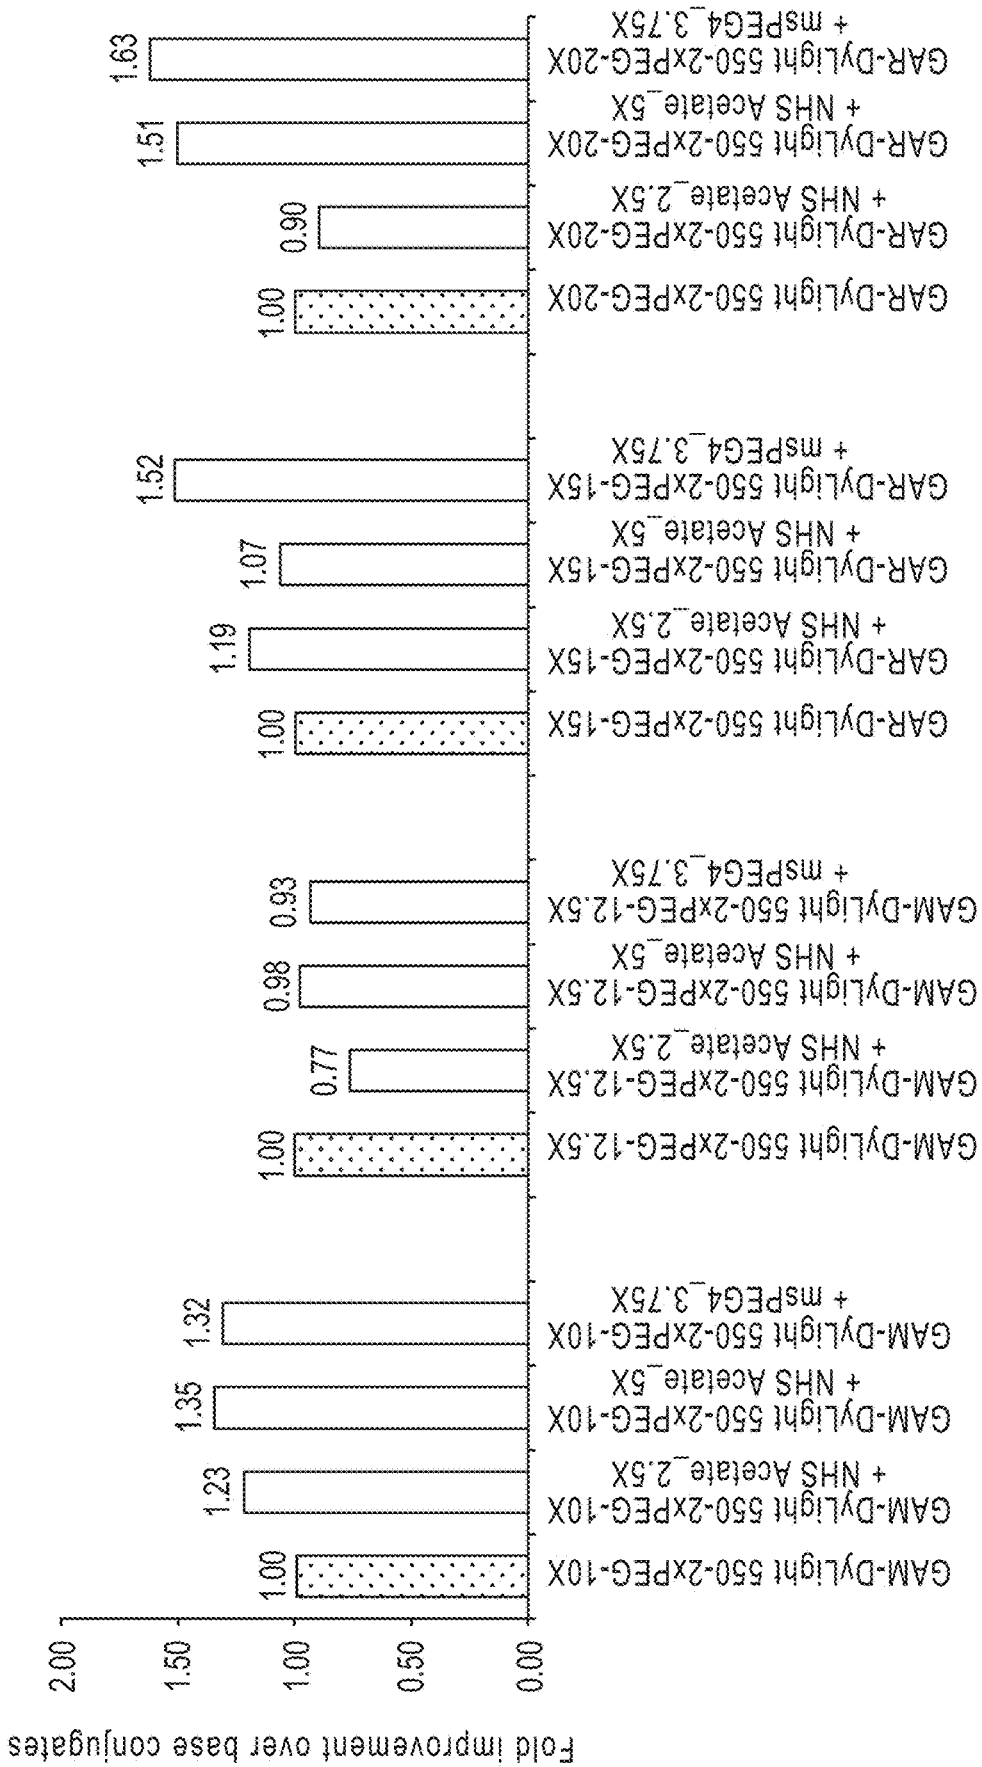 Fold improvement over base conjugates
2.00
1.50
1.00
0.50
0.00
1.00
1.23
1.35
1.32
1.00
0.77
0.98
0.93
1.00
1.19
1.07
1.52
1.00
0.90
1.51
1.63
GAM-DyLight 550-2xPEG-10X
GAM-DyLight 550-2xPEG-10X
+ NHS Acetate_2.5X
GAM-DyLight 550-2xPEG-10X
+ NHS Acetate_5X
GAM-DyLight 550-2xPEG-10X
+ msPEG4_3.75X
GAM-DyLight 550-2xPEG-12.5X
GAM-DyLight 550-2xPEG-12.5X
+ NHS Acetate_2.5X
GAM-DyLight 550-2xPEG-12.5X
+ NHS Acetate_5X
GAM-DyLight 550-2xPEG-12.5X
+ msPEG4_3.75X
GAR-DyLight 550-2xPEG-15X
GAR-DyLight 550-2xPEG-15X
+ NHS Acetate_2.5X
GAR-DyLight 550-2xPEG-15X
+ NHS Acetate_5X
GAR-DyLight 550-2xPEG-15X
+ msPEG4_3.75X
GAR-DyLight 550-2xPEG-20X
GAR-DyLight 550-2xPEG-20X
+ NHS Acetate_2.5X
GAR-DyLight 550-2xPEG-20X
+ NHS Acetate_5X
GAR-DyLight 550-2xPEG-20X
+ msPEG4_3.75X